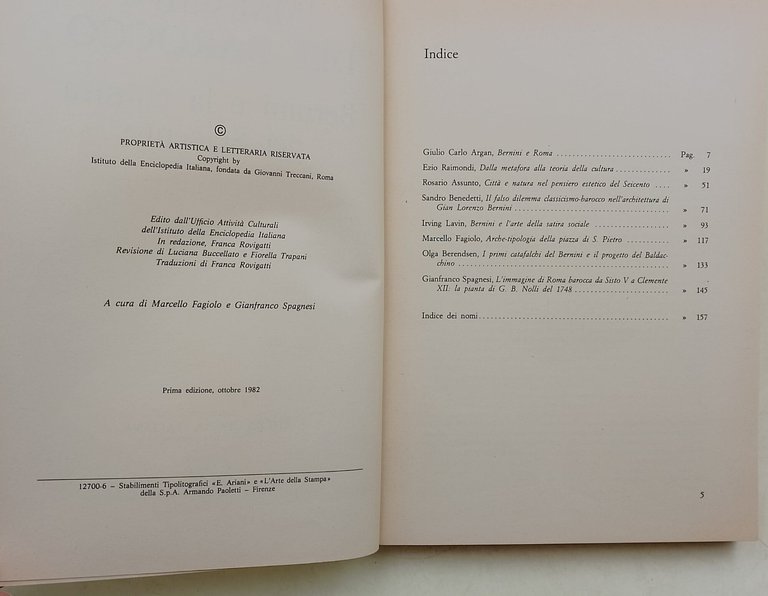 ©
PROPRIETÀ ARTISTICA E LETTERARIA RISERVATA
Copyright by
Istituto della Enciclopedia Italiana, fondata da Giovanni Treccani, Roma
Edito dall'Ufficio Attività Culturali
dell'Istituto della Enciclopedia Italiana
In redazione, Franca Rovigatti
Revisione di Luciana Buccellato e Fiorella Trapani
Traduzioni di Franca Rovigatti
A cura di Marcello Fagiolo e Gianfranco Spagnesi
Prima edizione, ottobre 1982
12700-6 – Stabilimenti Tipolitografici «E. Ariani» e «L'Arte della Stampa»
della S.p.A. Armando Paoletti – Firenze
Indice
Giulio Carlo Argan, Bernini e Roma . . . . . . . . . . . . . . . . . . . . . . . . . . . . Pag. 7
Ezio Raimondi, Dalla metafora alla teoria della cultura . . . . . . . . . . . . . . » 19
Rosario Assunto, Città e natura nel pensiero estetico del Seicento . . . . . » 51
Sandro Benedetti, Il falso dilemma classicismo-barocco nell'architettura di
Gian Lorenzo Bernini . . . . . . . . . . . . . . . . . . . . . . . . . . . . . . . . . . . . . . » 71
Irving Lavin, Bernini e l'arte della satira sociale . . . . . . . . . . . . . . . . . . . » 93
Marcello Fagiolo, Arche-tipologia della piazza di S. Pietro . . . . . . . . . . . » 117
Olga Berendsen, I primi catafalchi del Bernini e il progetto del Baldac-
chino . . . . . . . . . . . . . . . . . . . . . . . . . . . . . . . . . . . . . . . . . . . . . . . . . . . » 133
Gianfranco Spagnesi, L'immagine di Roma barocca da Sisto V a Clemente
XII: la pianta di G. B. Nolli del 1748 . . . . . . . . . . . . . . . . . . . . . . . » 145
Indice dei nomi . . . . . . . . . . . . . . . . . . . . . . . . . . . . . . . . . . . . . . . . . . . . . . » 157
5